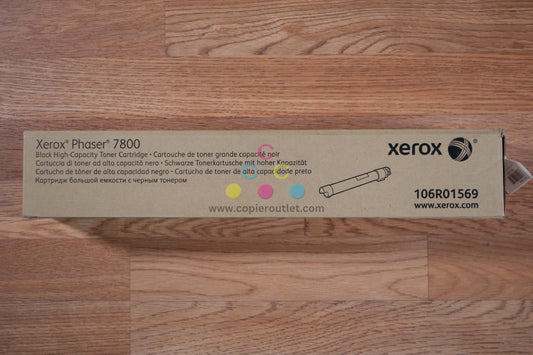 Xerox® Phaser® 7800
Black High-Capacity Toner Cartridge • Cartouche de toner grande capacité noir
Cartuccia di toner ad alta capacità nero • Schwarze Tonerkartusche mit hoher Kapazität
Cartucho de tóner de alta capacidad negro • Cartucho de toner de alta capacidade preto
Картридж большой емкости с черным тонером
xerox
106R01569
www.xerox.com
C
www.copieroutlet.com